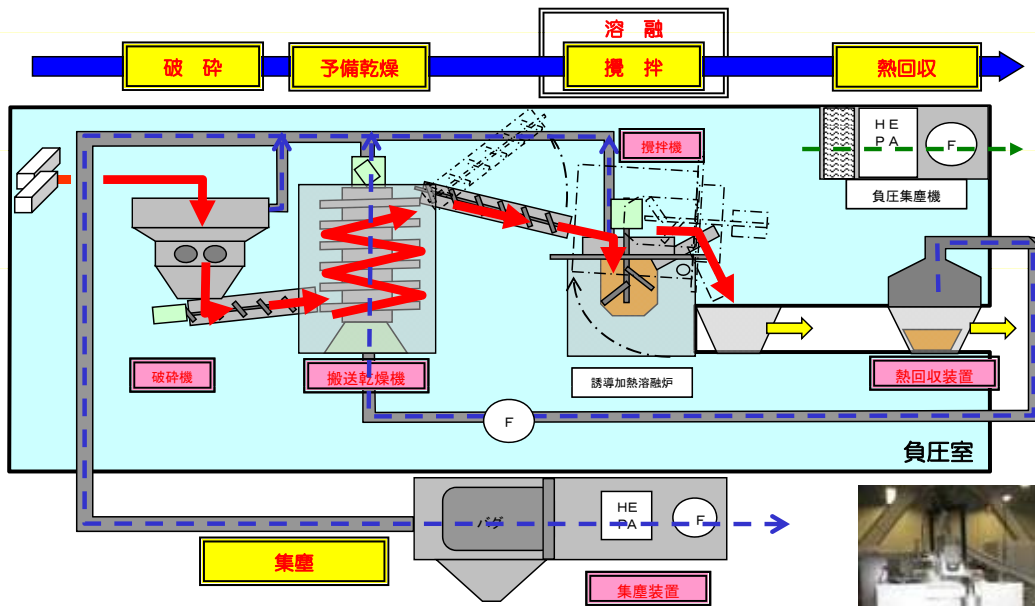 溶 融
破 砕
予備乾燥
攪 拌
熱回収
攪拌機
HE
PA
F
負圧集塵機
破砕機
搬送乾燥機
誘導加熱溶融炉
熱回収装置
F
負圧室
バグ
HE
PA
F
集塵
集塵装置